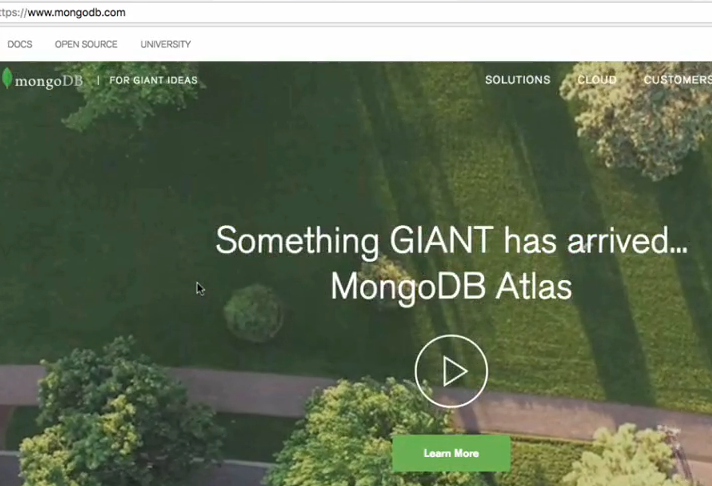 ttps://www.mongodb.com
DOCS OPEN SOURCE UNIVERSITY
mongoDB | FOR GIANT IDEAS SOLUTIONS CLOUD CUSTOMERS
Something GIANT has arrived...
MongoDB Atlas
Learn More